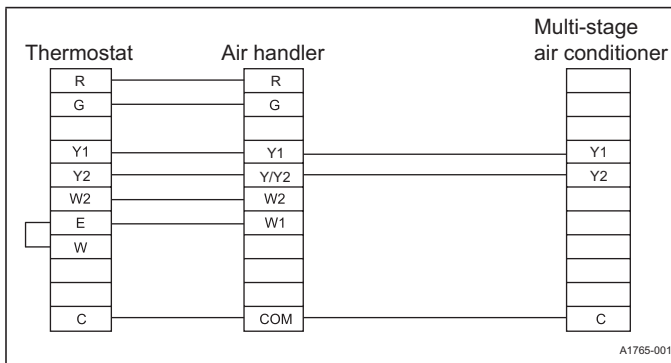 Multi-stage
Thermostat Air handler air conditioner
R R
G G
Y1 Y1 Y1
Y2 Y/Y2 Y2
W2 W2
E W1
W
C COM C
A1765-001